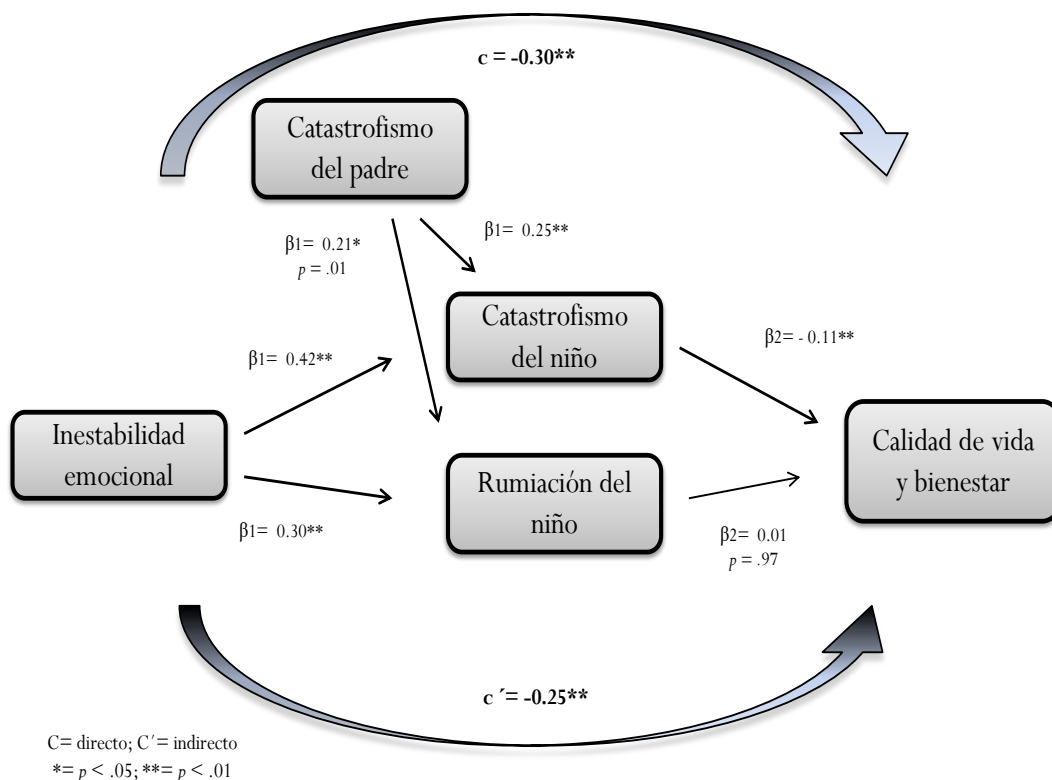 c = -0.30**
Catastrofismo
del padre
β1= 0.21*
p = .01
β1= 0.25**
Catastrofismo
del niño
β1= 0.42**
β2= - 0.11**
Inestabilidad
emocional
Calidad de vida
y bienestar
Rumiación del
niño
β1= 0.30**
β2= 0.01
p = .97
c ´= -0.25**
C= directo; C´= indirecto
*= p < .05; **= p < .01